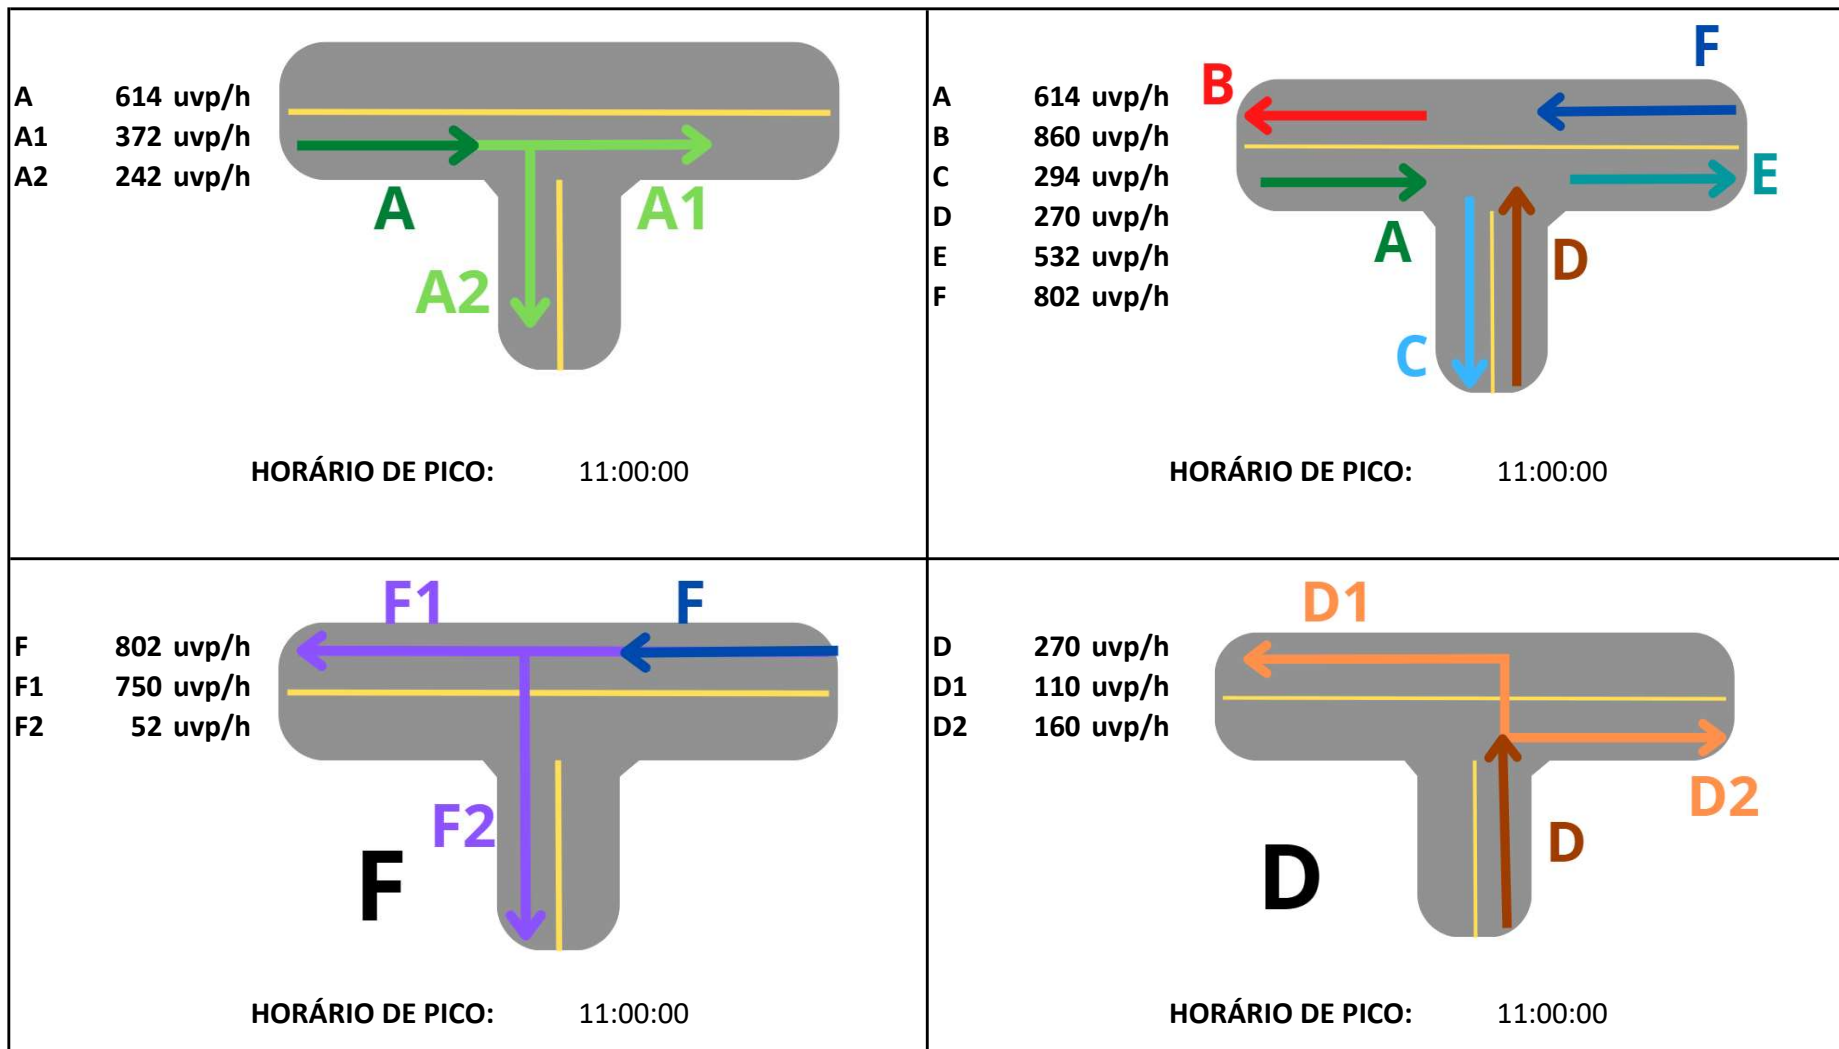 A 614 uvp/h
A1 372 uvp/h
A2 242 uvp/h
A
A1
A2
HORÁRIO DE PICO: 11:00:00
F
B
A 614 uvp/h
B 860 uvp/h
C 294 uvp/h
D 270 uvp/h
E 532 uvp/h
F 802 uvp/h
E
A
D
C
HORÁRIO DE PICO: 11:00:00
F1 F
F 802 uvp/h
F1 750 uvp/h
F2 52 uvp/h
F2
F
HORÁRIO DE PICO: 11:00:00
D1
D 270 uvp/h
D1 110 uvp/h
D2 160 uvp/h
D2
D
D
HORÁRIO DE PICO: 11:00:00